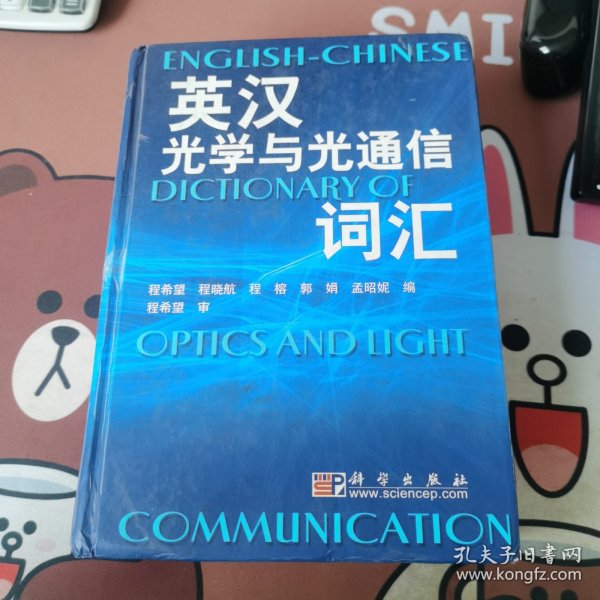 SMI
ENGLISH-CHINESE
英汉
光学与光通信
DICTIONARY OF
词汇
程希望 程晓航 程 榕 郭 娟 孟昭妮 编
程希望 审
OPTICS AND LIGHT
科学出版社
www.sciencep.com
COMMUNICATION
孔夫子旧书网
www.kongfz.com